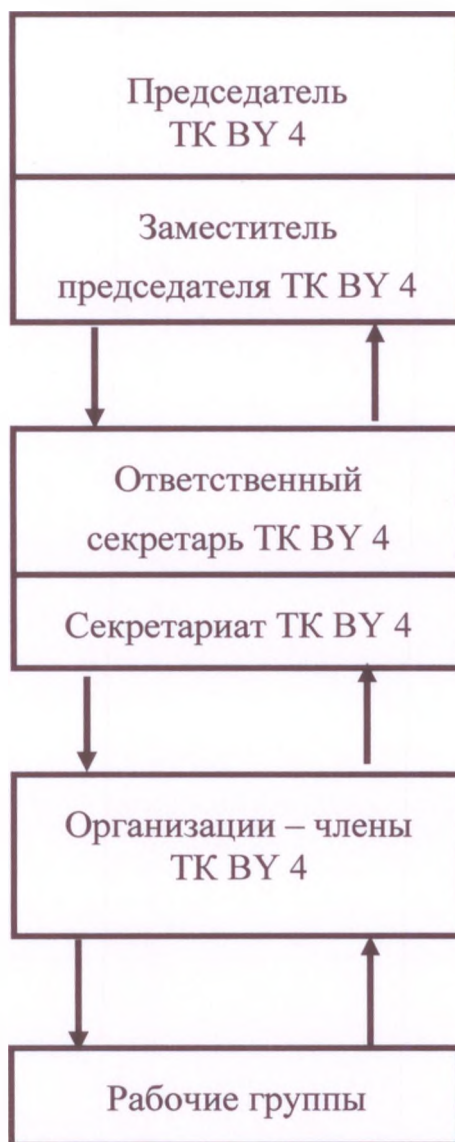 Председатель
ТК BY 4
Заместитель
председателя ТК BY 4
Ответственный
секретарь ТК BY 4
Секретариат ТК BY 4
Организации – члены
ТК BY 4
Рабочие группы